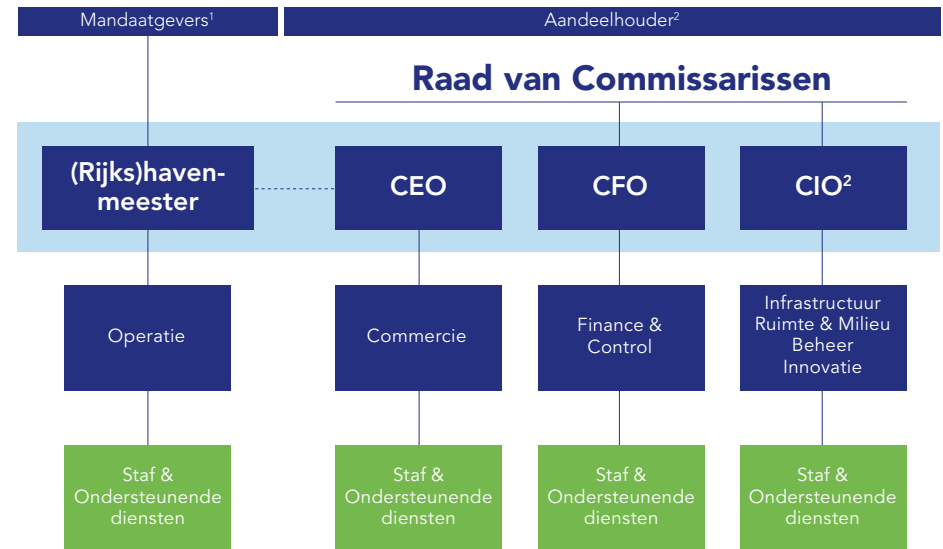 Mandaatgevers¹
Aandeelhouder²
Raad van Commissarissen
(Rijks)haven-
meester
CEO
CFO
CIO²
Operatie
Commercie
Finance &
Control
Infrastructuur
Ruimte & Milieu
Beheer
Innovatie
Staf &
Ondersteunende
diensten
Staf &
Ondersteunende
diensten
Staf &
Ondersteunende
diensten
Staf &
Ondersteunende
diensten